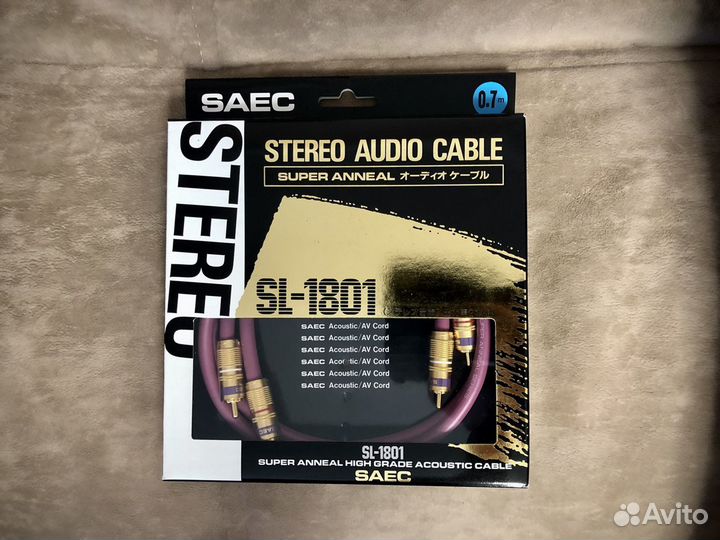 SAEC
0.7m
STEREO
STEREO AUDIO CABLE
SUPER ANNEAL オーディオ ケーブル
SL-1801
SAEC Acoustic/AV Cord
SAEC Acoustic/AV Cord
SAEC Acoustic/AV Cord
SAEC Acoustic/AV Cord
SAEC Acoustic/AV Cord
SAEC Acoustic/AV Cord
SL-1801
SUPER ANNEAL HIGH GRADE ACOUSTIC CABLE
SAEC
Avito